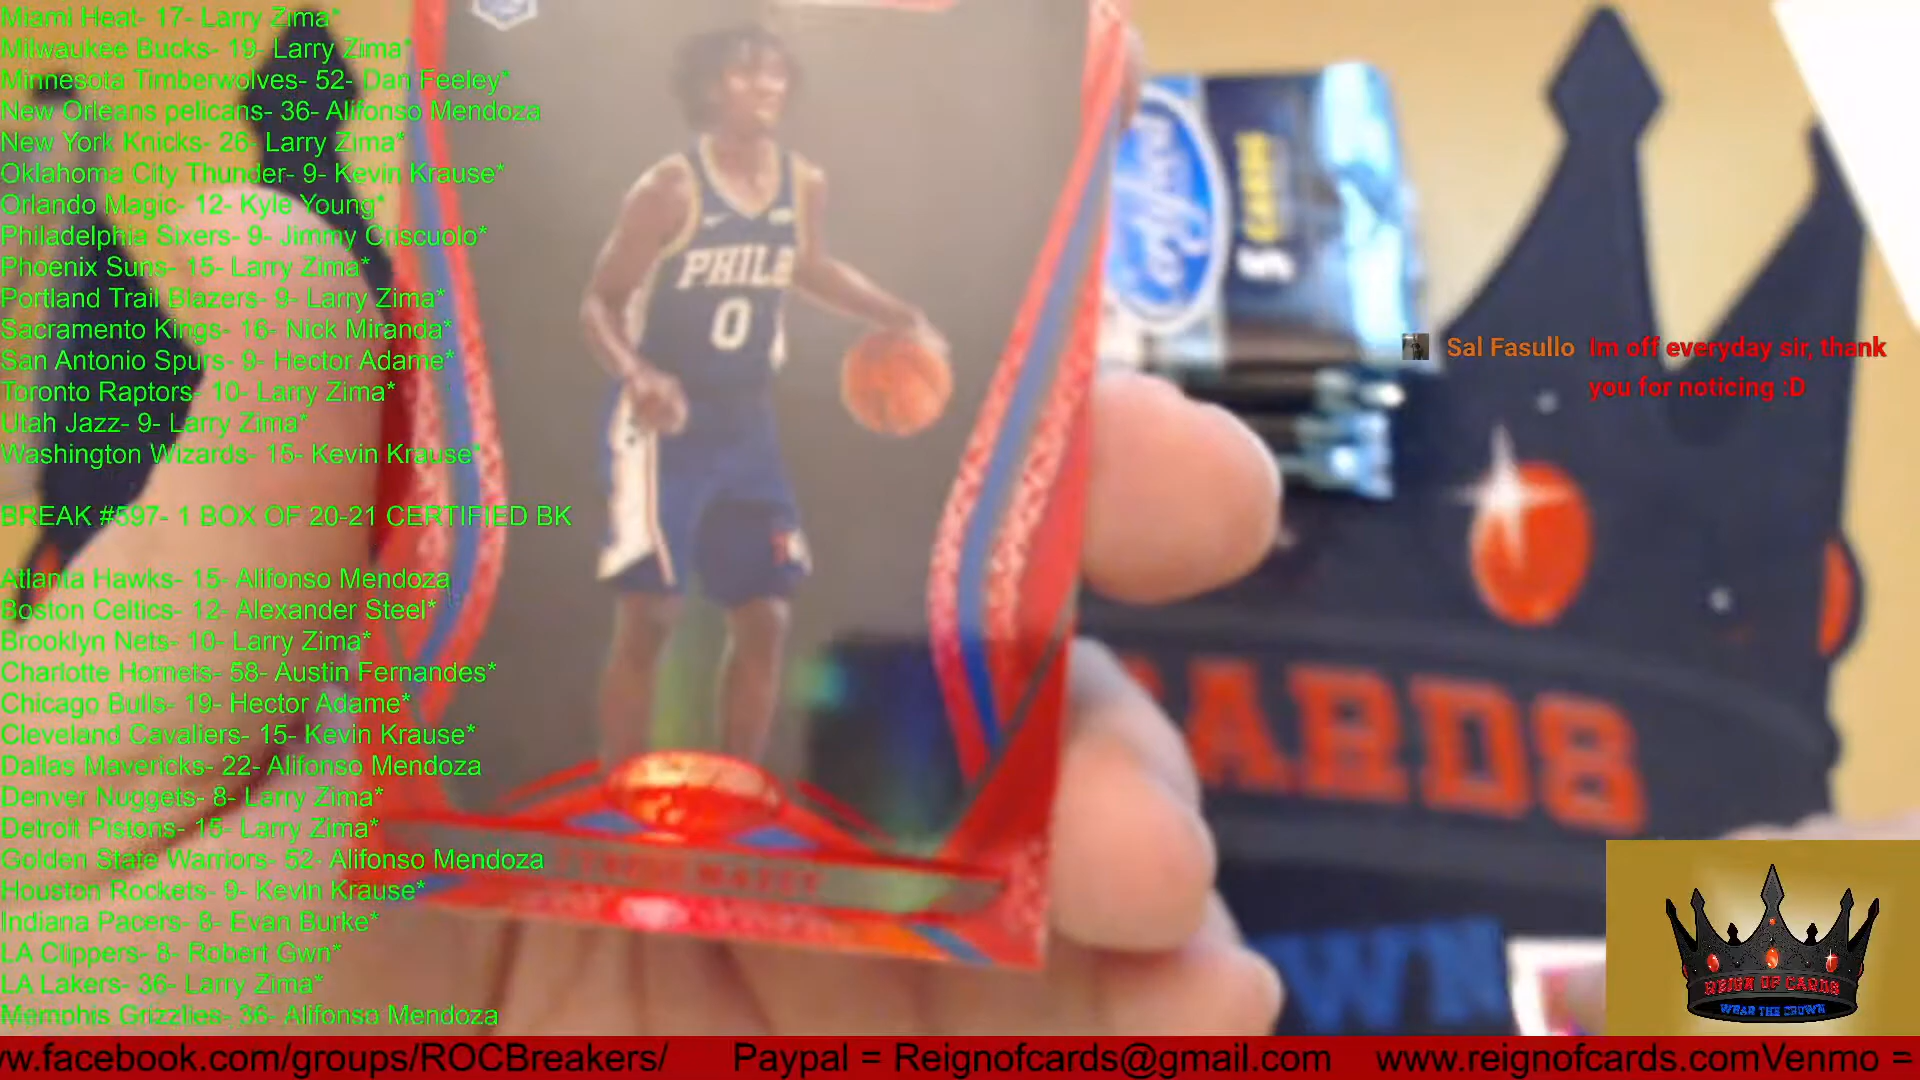 Miami Heat- 17- Larry Zima*
Milwaukee Bucks- 19- Larry Zima*
Minnesota Timberwolves- 52- Dan Feeley*
New Orleans pelicans- 36- Alifonso Mendoza
New York Knicks- 26- Larry Zima*
Oklahoma City Thunder- 9- Kevin Krause*
Orlando Magic- 12- Kyle Young*
Philadelphia Sixers- 9- Jimmy Criscuolo*
Phoenix Suns- 15- Larry Zima*
Portland Trail Blazers- 9- Larry Zima*
Sacramento Kings- 16- Nick Miranda*
San Antonio Spurs- 9- Hector Adame*
Toronto Raptors- 10- Larry Zima*
Utah Jazz- 9- Larry Zima*
Washington Wizards- 15- Kevin Krause*
BREAK #597- 1 BOX OF 20-21 CERTIFIED BK
Atlanta Hawks- 15- Alifonso Mendoza
Boston Celtics- 12- Alexander Steel*
Brooklyn Nets- 10- Larry Zima*
Charlotte Hornets- 58- Austin Fernandes*
Chicago Bulls- 19- Hector Adame*
Cleveland Cavaliers- 15- Kevin Krause*
Dallas Mavericks- 22- Alifonso Mendoza
Denver Nuggets- 8- Larry Zima*
Detroit Pistons- 15- Larry Zima*
Golden State Warriors- 52- Alifonso Mendoza
Houston Rockets- 9- Kevin Krause*
Indiana Pacers- 8- Evan Burke*
LA Clippers- 8- Robert Gwn*
LA Lakers- 36- Larry Zima*
Memphis Grizzlies- 36- Alifonso Mendoza
PHILA
0
5 CARDS
Sal Fasullo Im off everyday sir, thank
you for noticing :D
CARDS
WN
REIGN OF CARDS
WEAR THE CROWN
w.facebook.com/groups/ROCBreakers/ Paypal = Reignofcards@gmail.com www.reignofcards.comVenmo =